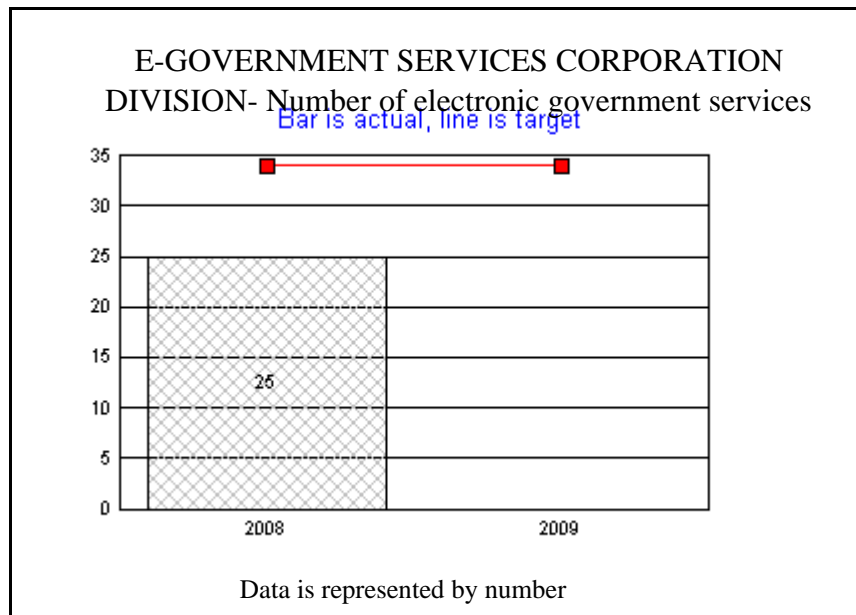 E-GOVERNMENT SERVICES CORPORATION
DIVISION- Number of electronic government services
Bar is actual, line is target
35
30
25
20
15
25
10
5
0
2008 2009
Data is represented by number